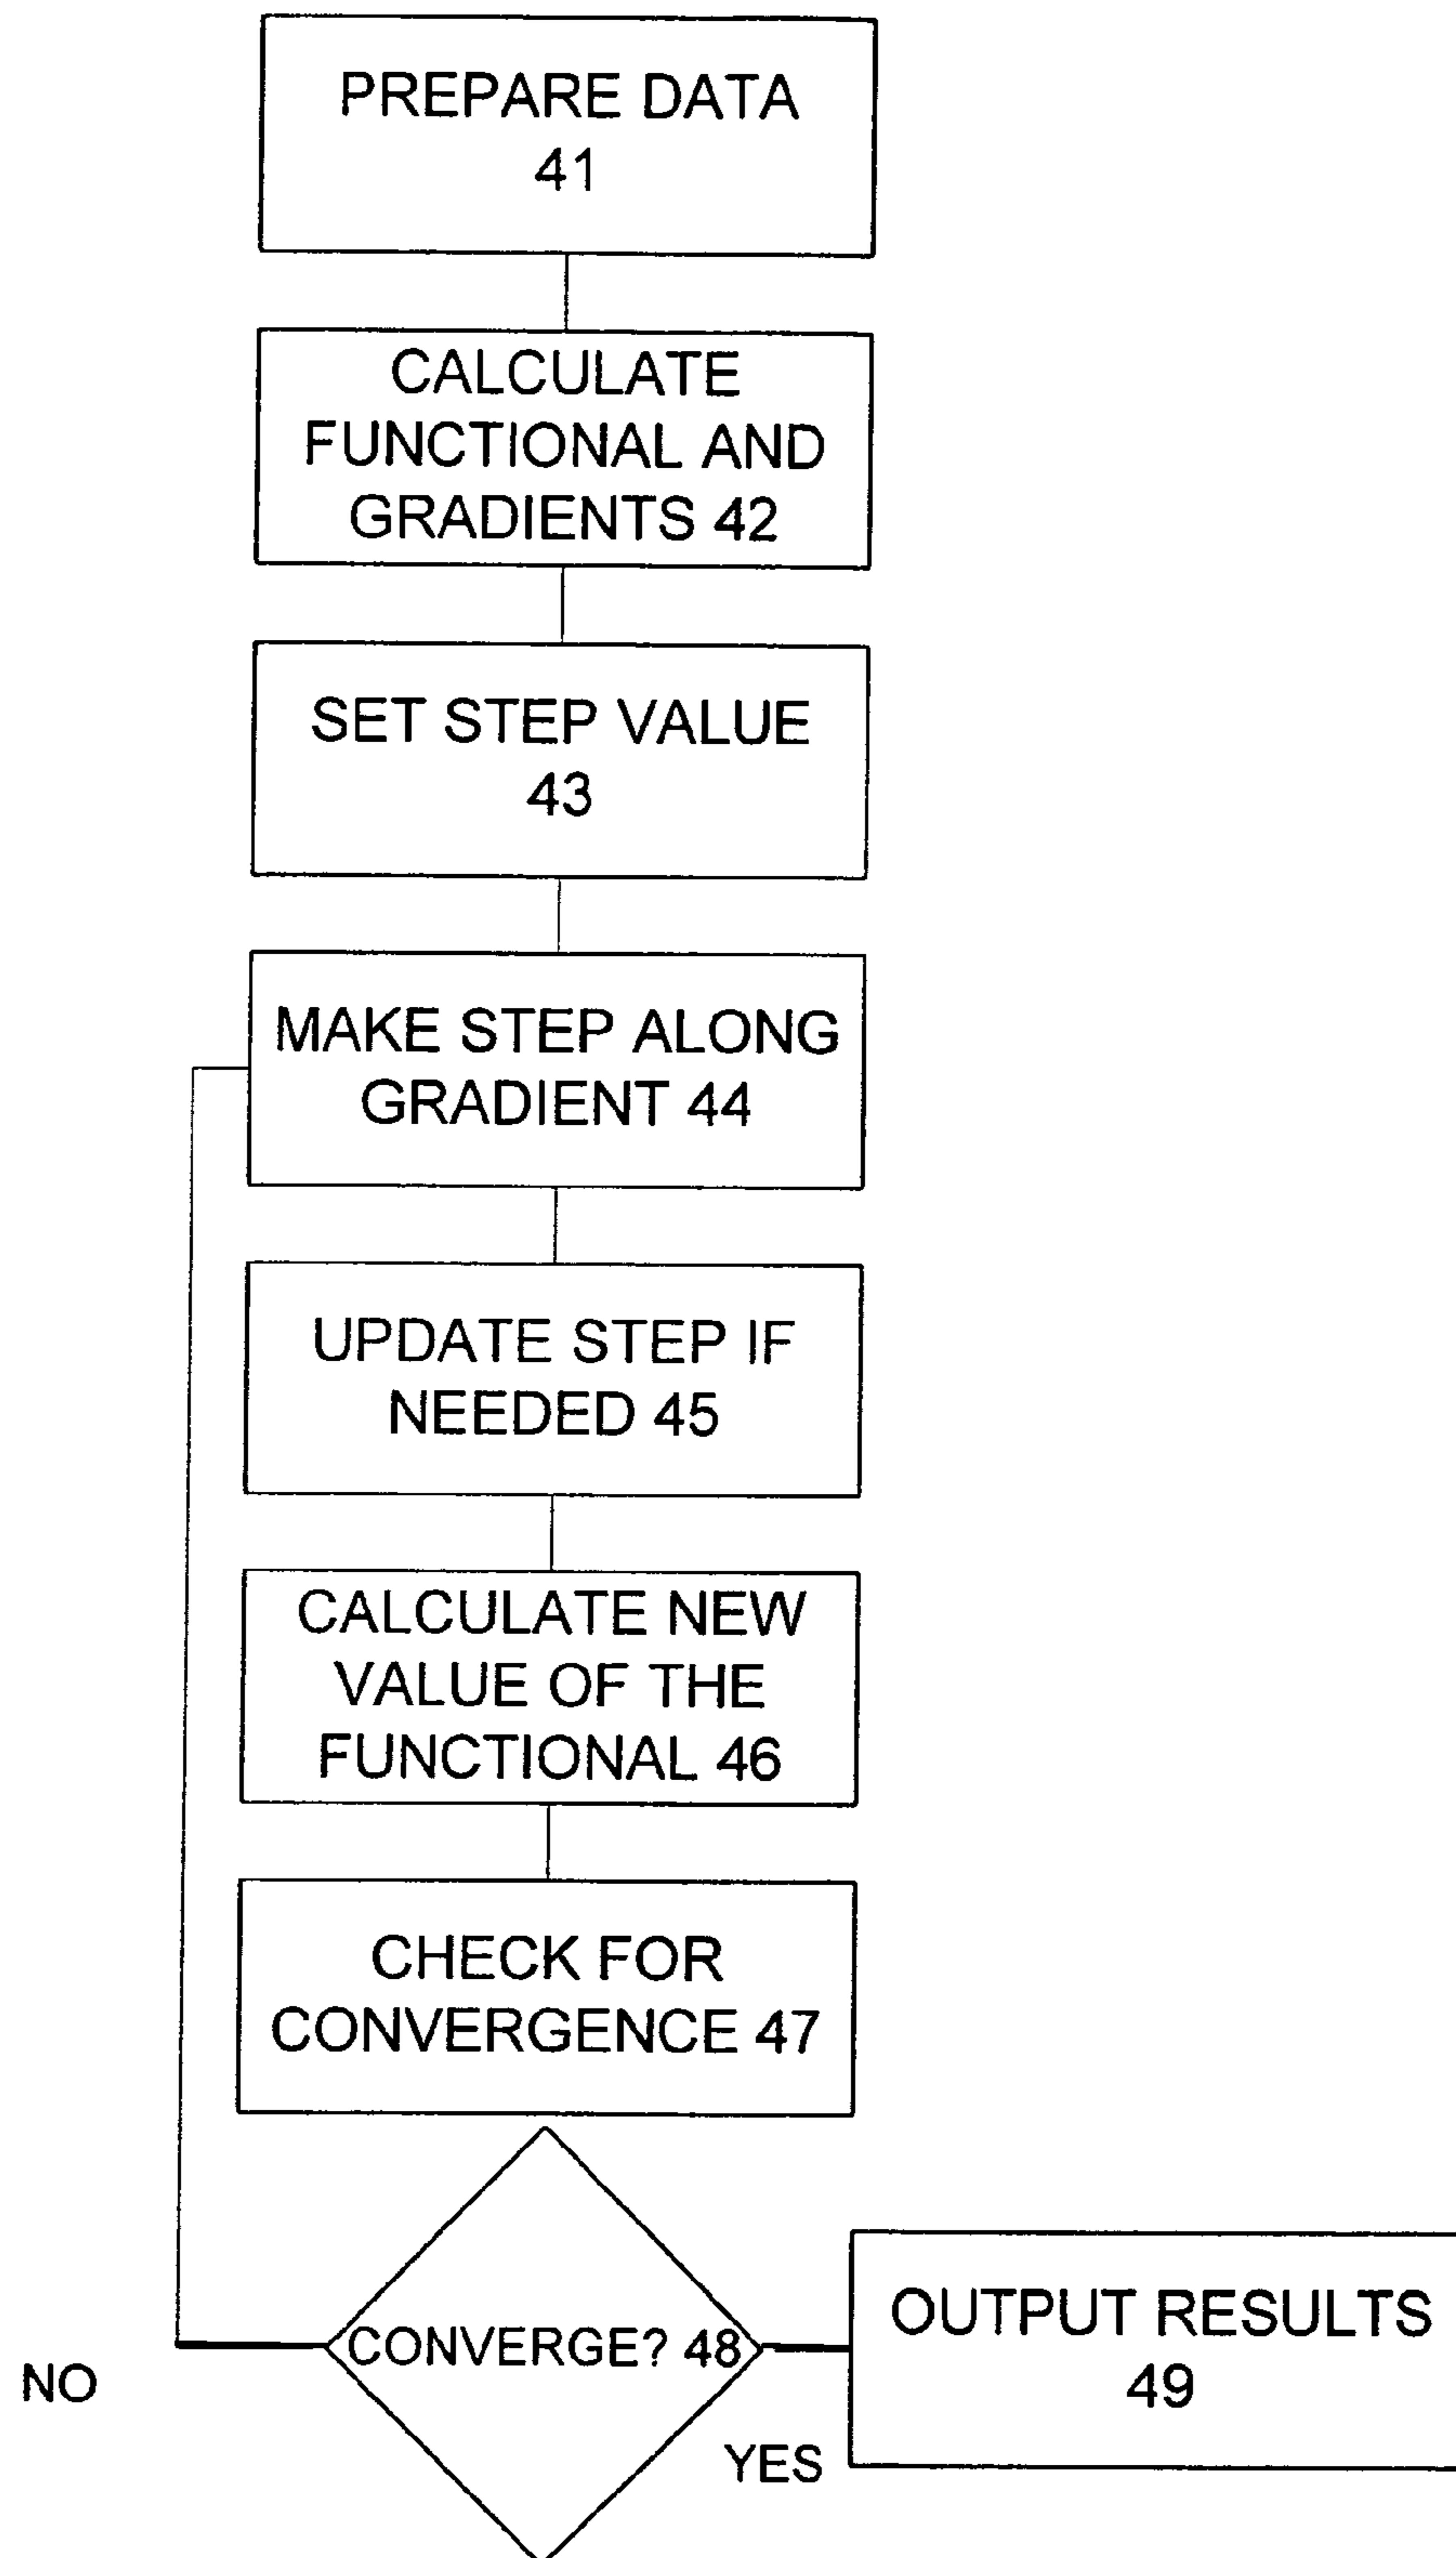 PREPARE DATA
41
CALCULATE
FUNCTIONAL AND
GRADIENTS 42
SET STEP VALUE
43
MAKE STEP ALONG
GRADIENT 44
UPDATE STEP IF
NEEDED 45
CALCULATE NEW
VALUE OF THE
FUNCTIONAL 46
CHECK FOR
CONVERGENCE 47
CONVERGE? 48
NO
YES
OUTPUT RESULTS
49